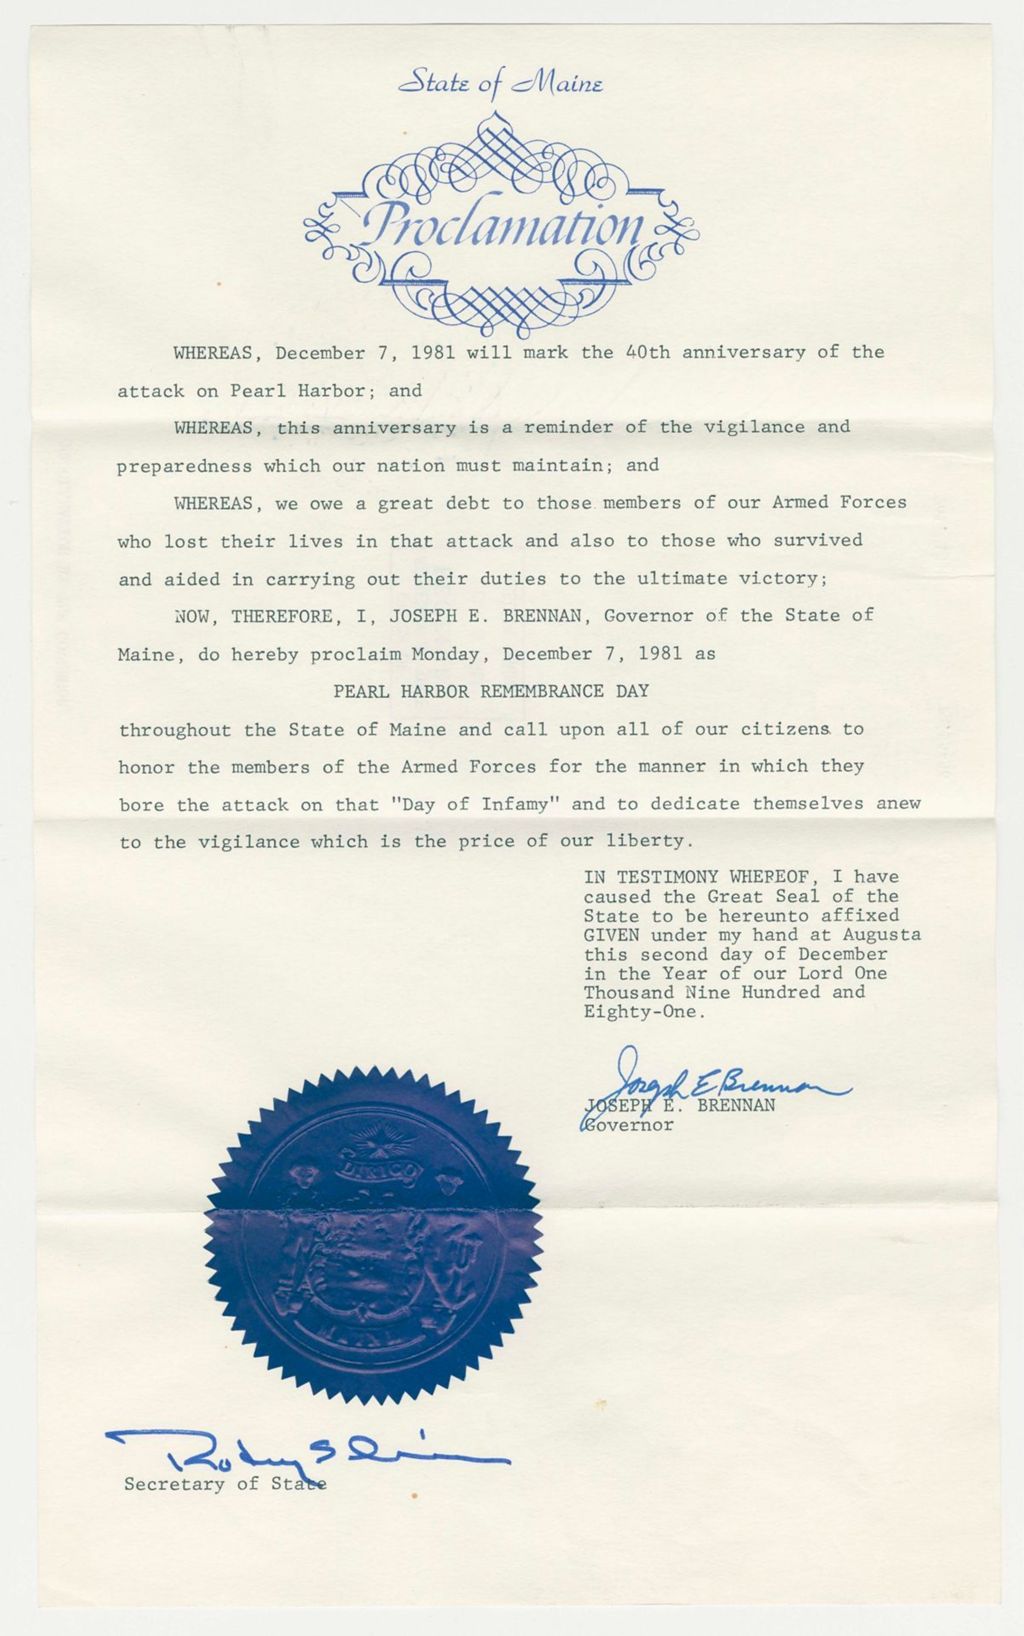 State of Maine
Proclamation
WHEREAS, December 7, 1981 will mark the 40th anniversary of the
attack on Pearl Harbor; and
WHEREAS, this anniversary is a reminder of the vigilance and
preparedness which our nation must maintain; and
WHEREAS, we owe a great debt to those members of our Armed Forces
who lost their lives in that attack and also to those who survived
and aided in carrying out their duties to the ultimate victory;
NOW, THEREFORE, I, JOSEPH E. BRENNAN, Governor of the State of
Maine, do hereby proclaim Monday, December 7, 1981 as
PEARL HARBOR REMEMBRANCE DAY
throughout the State of Maine and call upon all of our citizens to
honor the members of the Armed Forces for the manner in which they
bore the attack on that "Day of Infamy" and to dedicate themselves anew
to the vigilance which is the price of our liberty.
IN TESTIMONY WHEREOF, I have
caused the Great Seal of the
State to be hereunto affixed
GIVEN under my hand at Augusta
this second day of December
in the Year of our Lord One
Thousand Nine Hundred and
Eighty-One.
Joseph E Brennan
JOSEPH E. BRENNAN
Governor
DIRIGO
MAINE
Rodney S
Secretary of State